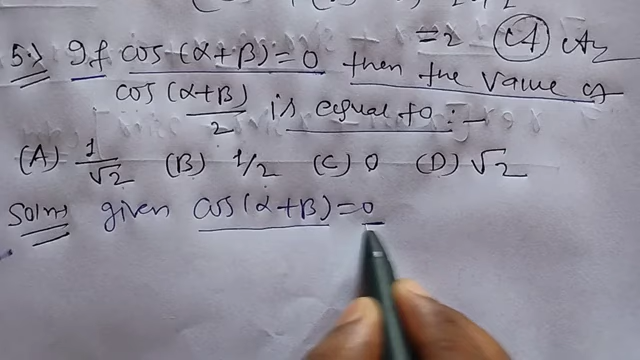 =2 (A) Ans
5.) If cos(α+β)=0 then the value of
cos (α+β)/2 is equal to :-
(A) 1/√2 (B) 1/2 (C) 0 (D) √2
Solns given cos(α+β)=0